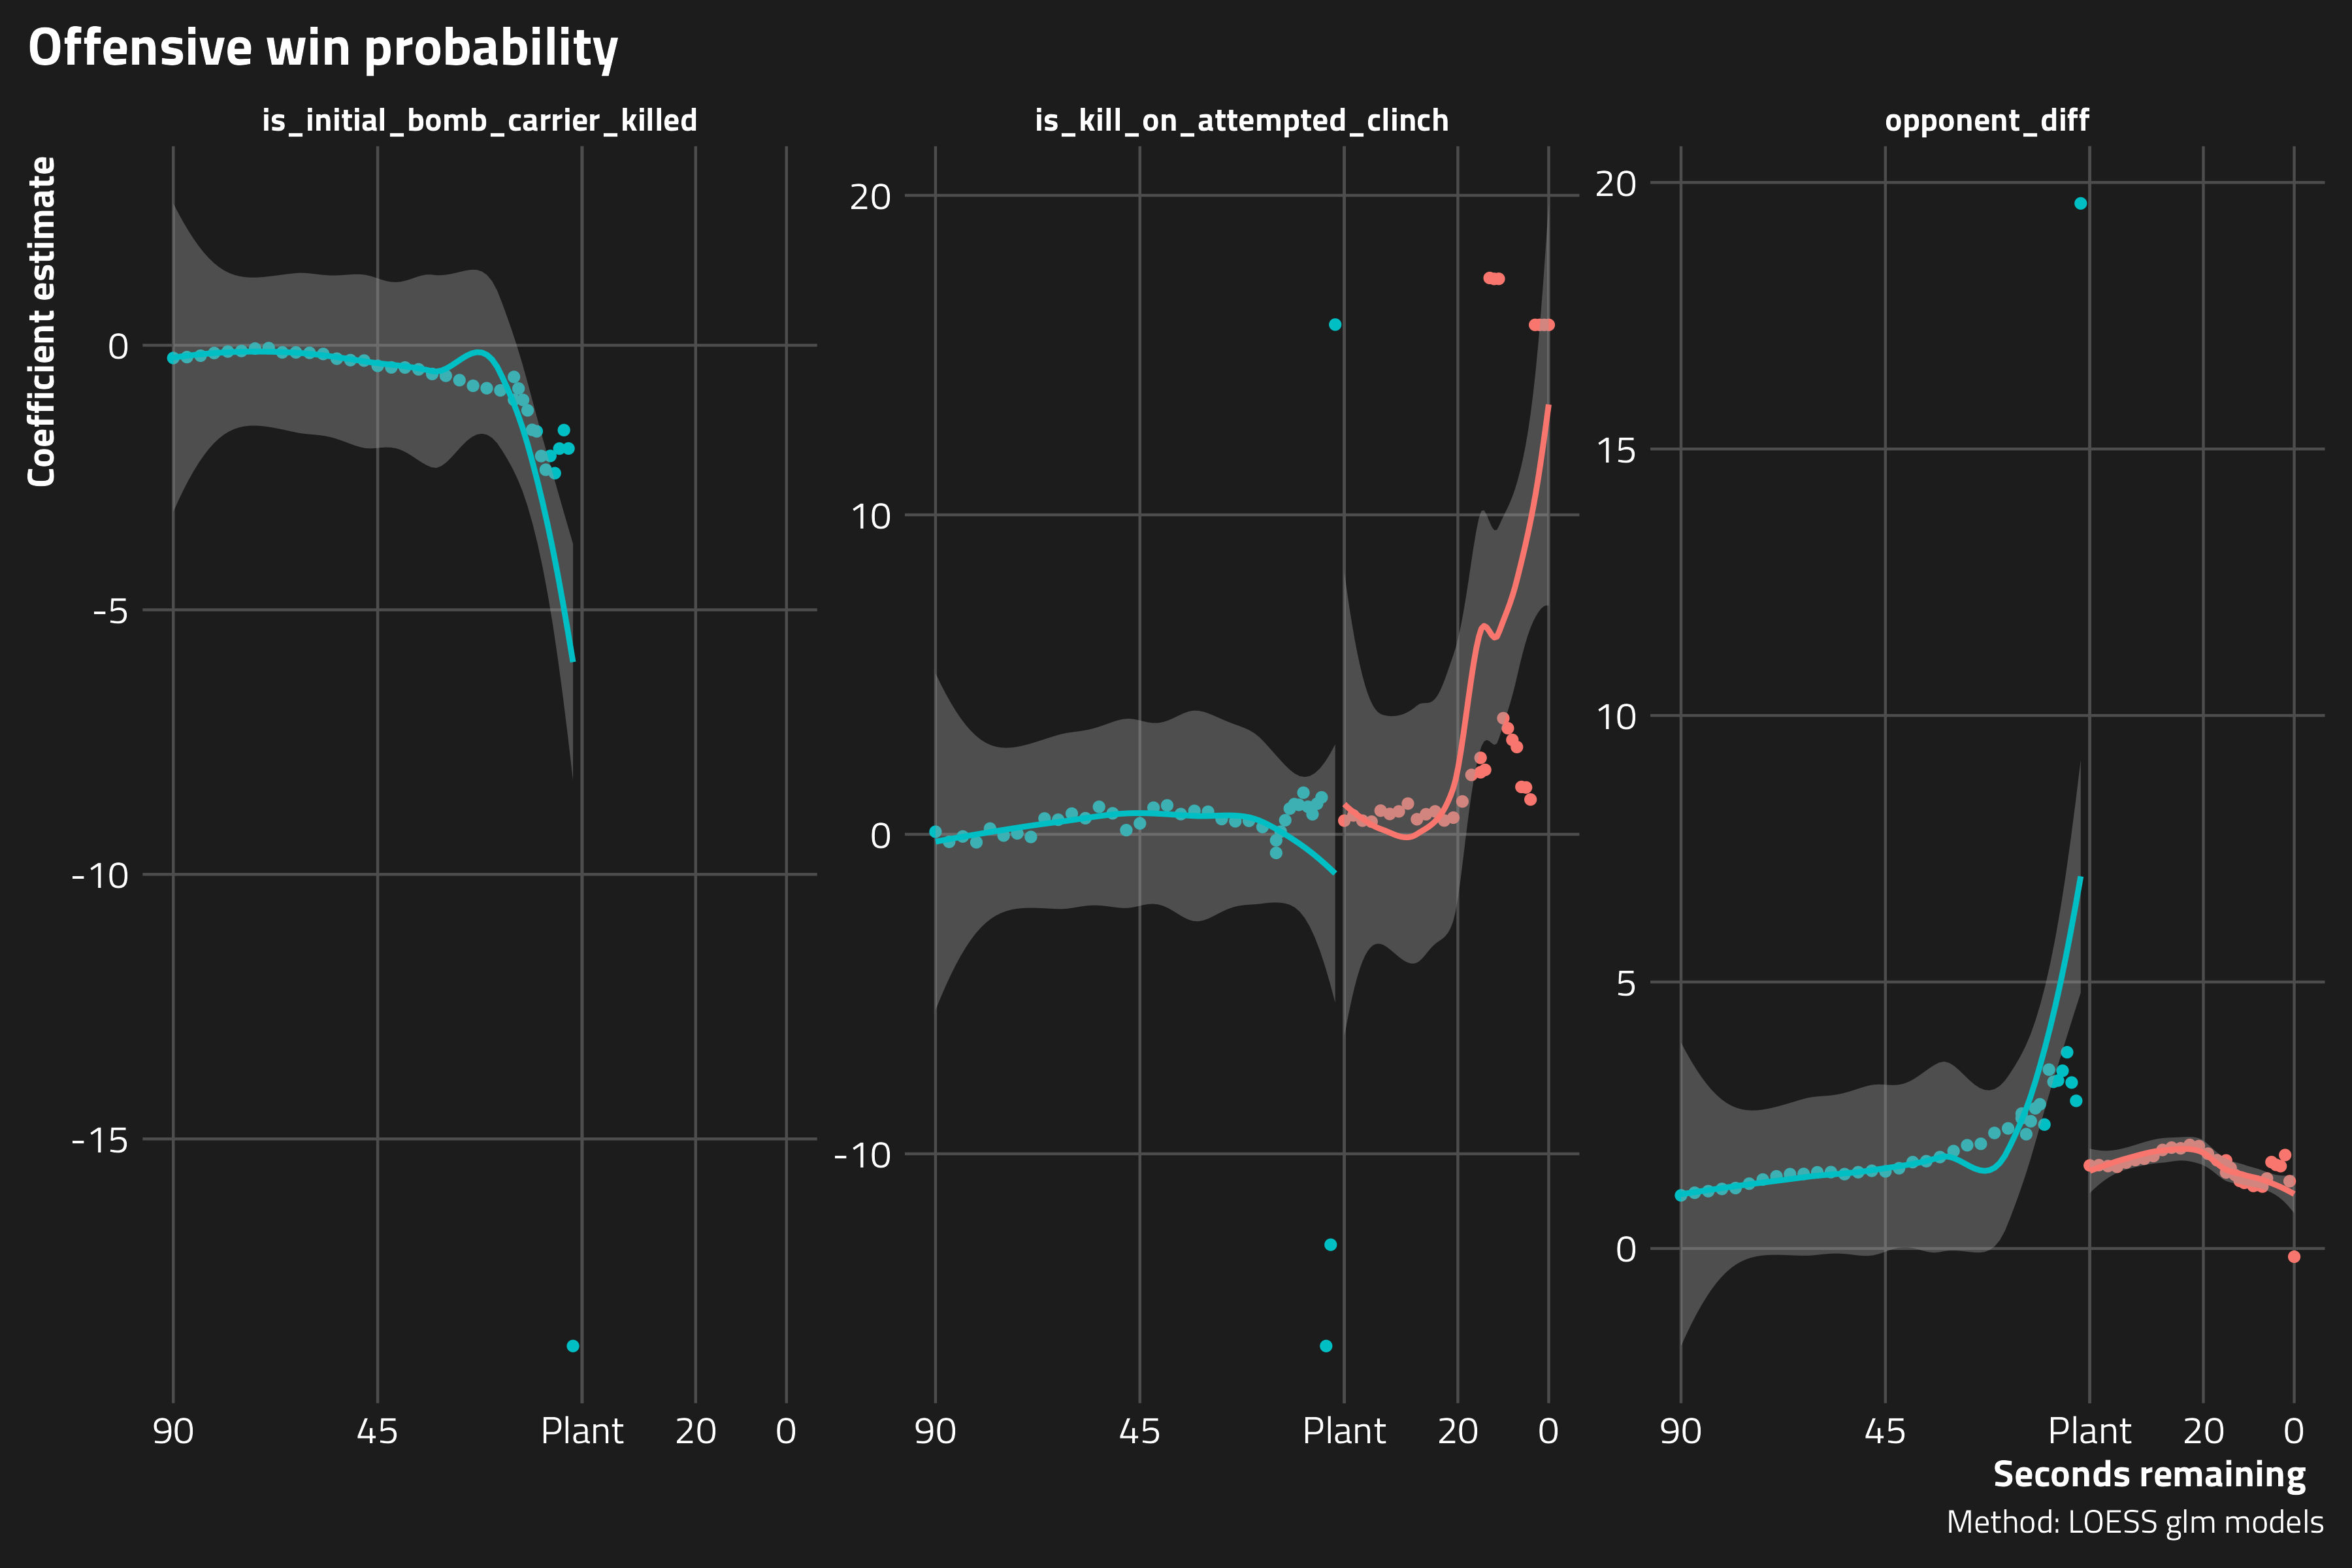 Offensive win probability
is_initial_bomb_carrier_killed
is_kill_on_attempted_clinch
opponent_diff
Coefficient estimate
0
-5
-10
-15
20
10
0
-10
20
15
10
5
0
90 45 Plant 20 0
90 45 Plant 20 0
90 45 Plant 20 0
Seconds remaining
Method: LOESS glm models